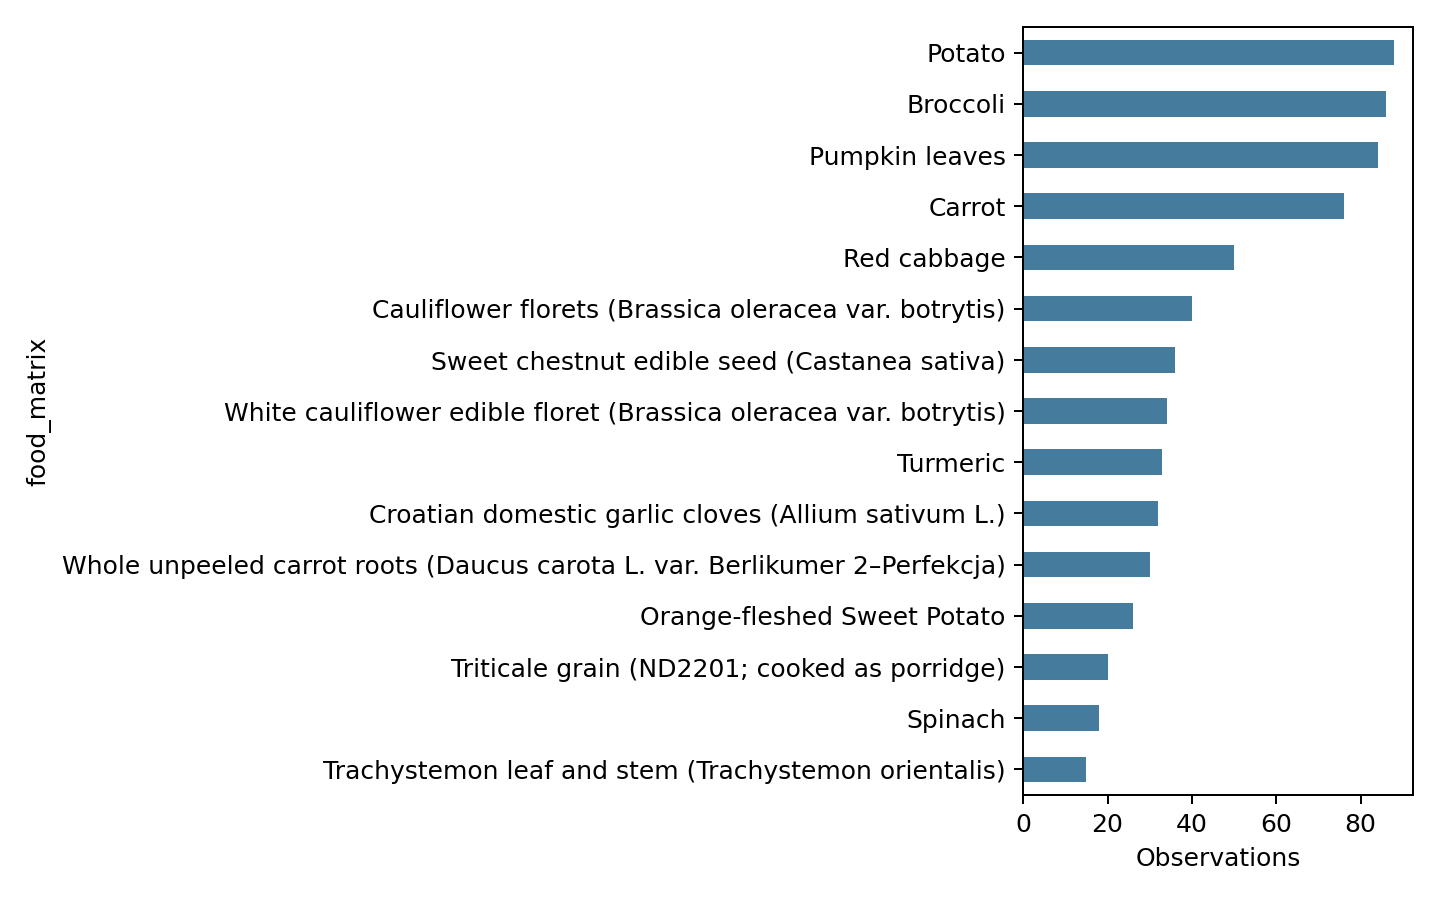 Potato
Broccoli
Pumpkin leaves
Carrot
Red cabbage
Cauliflower florets (Brassica oleracea var. botrytis)
Sweet chestnut edible seed (Castanea sativa)
White cauliflower edible floret (Brassica oleracea var. botrytis)
Turmeric
Croatian domestic garlic cloves (Allium sativum L.)
Whole unpeeled carrot roots (Daucus carota L. var. Berlikumer 2–Perfekcja)
Orange-fleshed Sweet Potato
Triticale grain (ND2201; cooked as porridge)
Spinach
Trachystemon leaf and stem (Trachystemon orientalis)
food_matrix
0 20 40 60 80
Observations